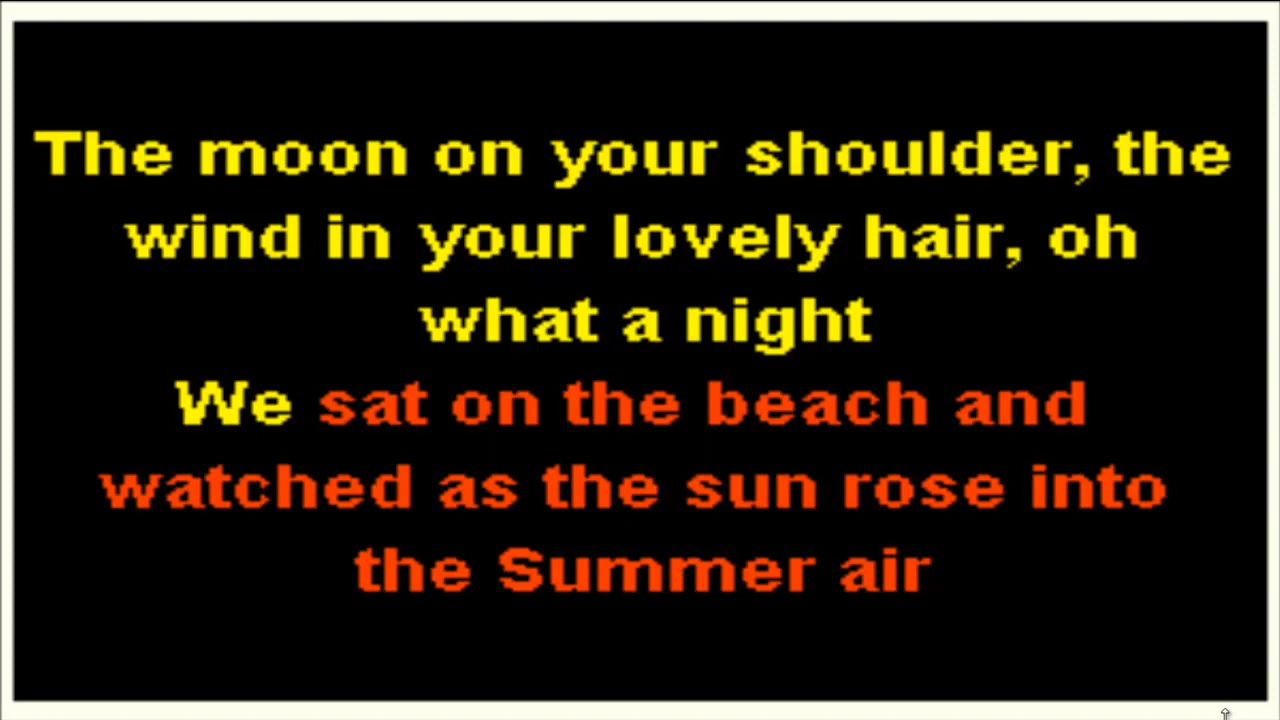 The moon on your shoulder, the
wind in your lovely hair, oh
what a night
We sat on the beach and
watched as the sun rose into
the Summer air